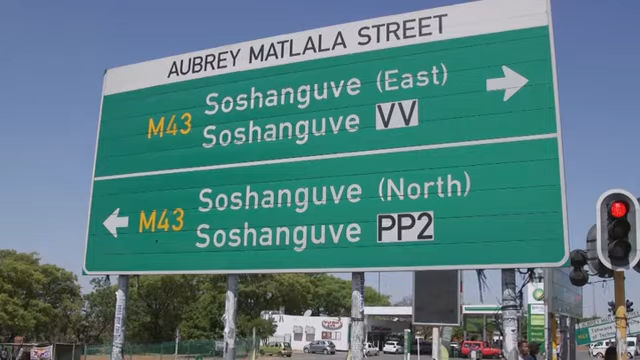 AUBREY MATLALA STREET
M43
Soshanguve (East)
Soshanguve VV
M43
Soshanguve (North)
Soshanguve PP2